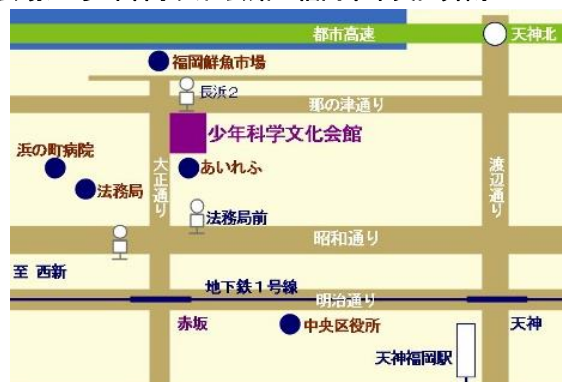 都市高速
天神北
福岡鮮魚市場
長浜2
那の津通り
少年科学文化会館
浜の町病院
大正通り
あいれふ
渡辺通り
法務局
法務局前
昭和通り
至 西新
地下鉄1号線
明治通り
赤坂
中央区役所
天神
天神福岡駅